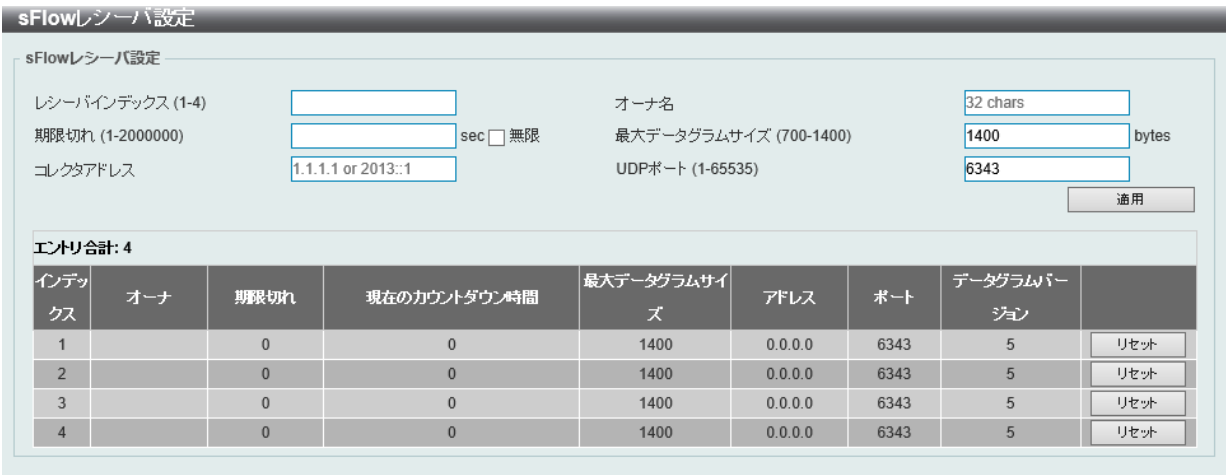 sFlowレシーバ設定
sFlowレシーバ設定
レシーバインデックス (1-4) オーナ名 32 chars
期限切れ (1-2000000) sec 無限 最大データグラムサイズ (700-1400) 1400 bytes
コレクタアドレス 1.1.1.1 or 2013::1 UDPポート (1-65535) 6343
適用
エントリ合計: 4
インデックス オーナ 期限切れ 現在のカウントダウン時間 最大データグラムサイズ アドレス ポート データグラムバージョン
1 0 0 1400 0.0.0.0 6343 5 リセット
2 0 0 1400 0.0.0.0 6343 5 リセット
3 0 0 1400 0.0.0.0 6343 5 リセット
4 0 0 1400 0.0.0.0 6343 5 リセット